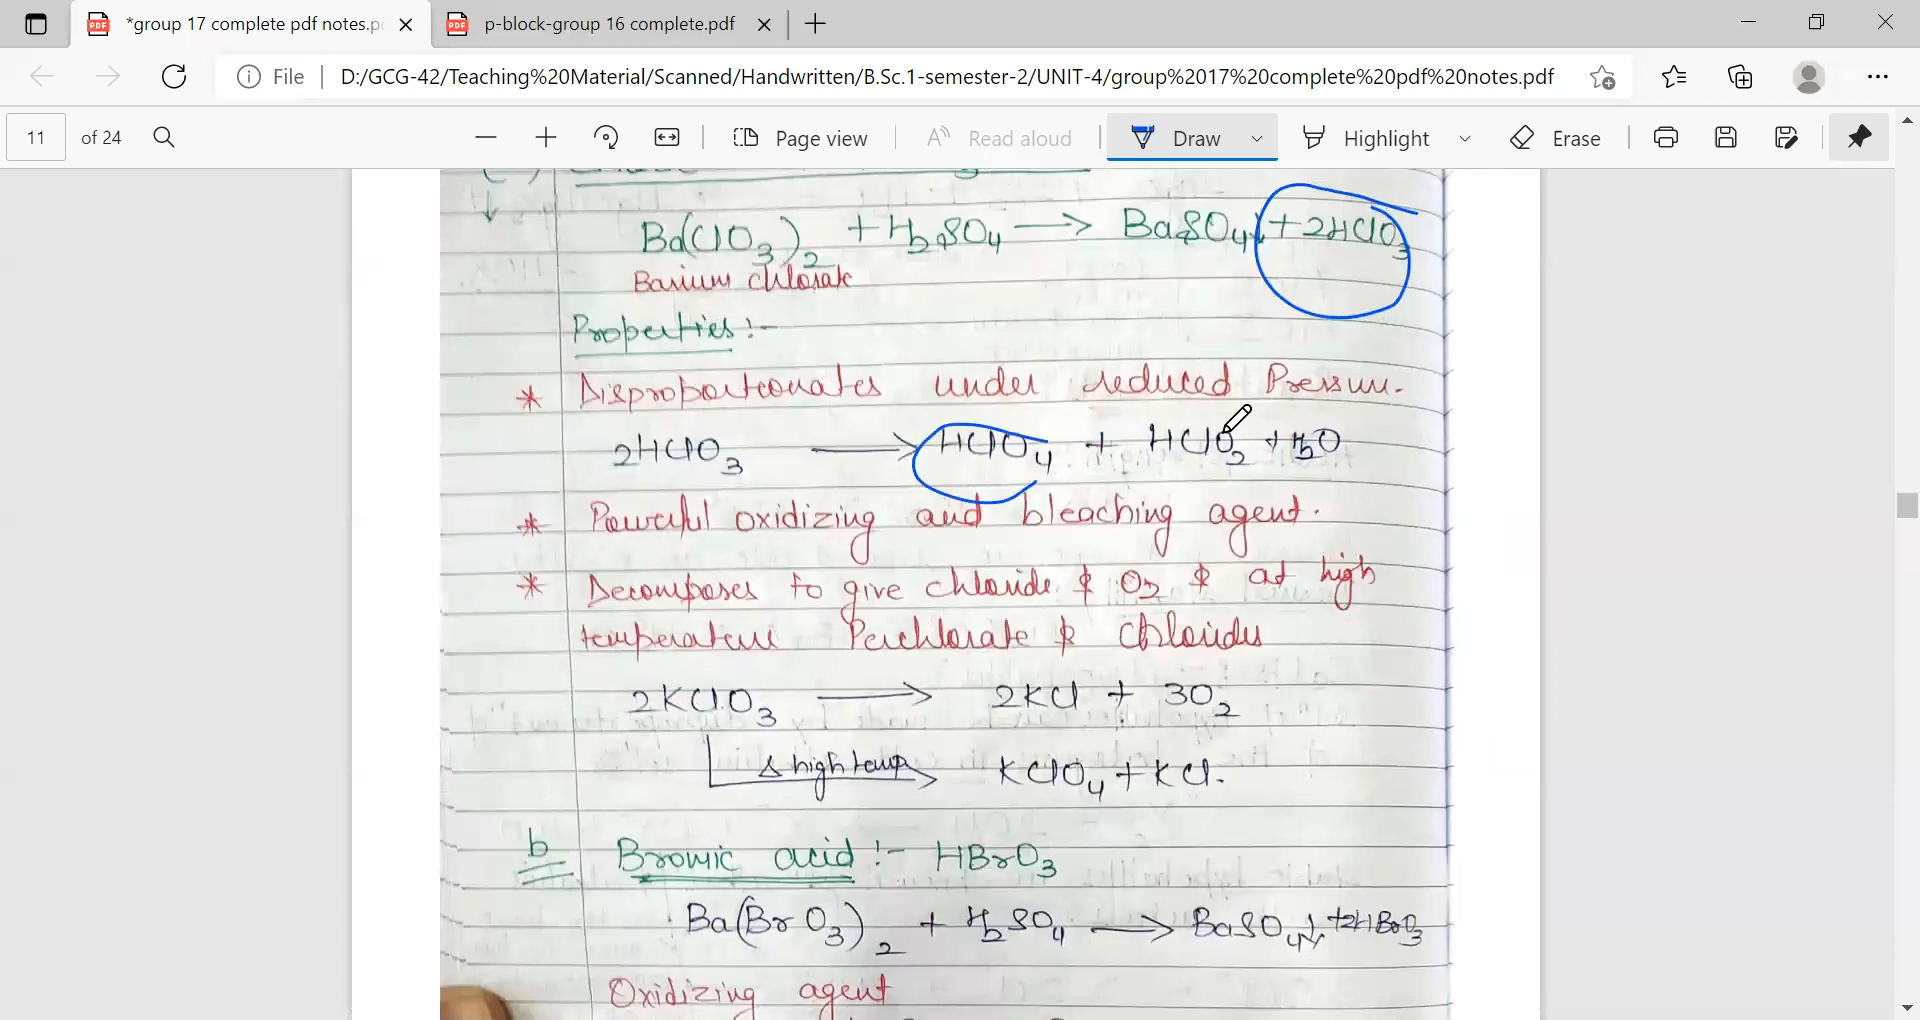 *group 17 complete pdf notes.p
p-block-group 16 complete.pdf
File
D:/GCG-42/Teaching%20Material/Scanned/Handwritten/B.Sc.1-semester-2/UNIT-4/group%2017%20complete%20pdf%20notes.pdf
11 of 24
Page view
Read aloud
Draw
Highlight
Erase
Ba(ClO3)2 + H2SO4 → BaSO4↓ + 2HClO3
Barium chlorate
Properties :-
* Disproportionates under reduced Pressure.
2HClO3 → HClO4 + HClO2 + H2O
* Powerful oxidizing and bleaching agent.
* Decomposes to give chloride & O2 & at high
temperature Perchlorate & Chlorides
2KClO3 → 2KCl + 3O2
Δ high temp → KClO4 + KCl.
b Bromic acid :- HBrO3
Ba(BrO3)2 + H2SO4 → BaSO4↓ + 2HBrO3
Oxidizing agent